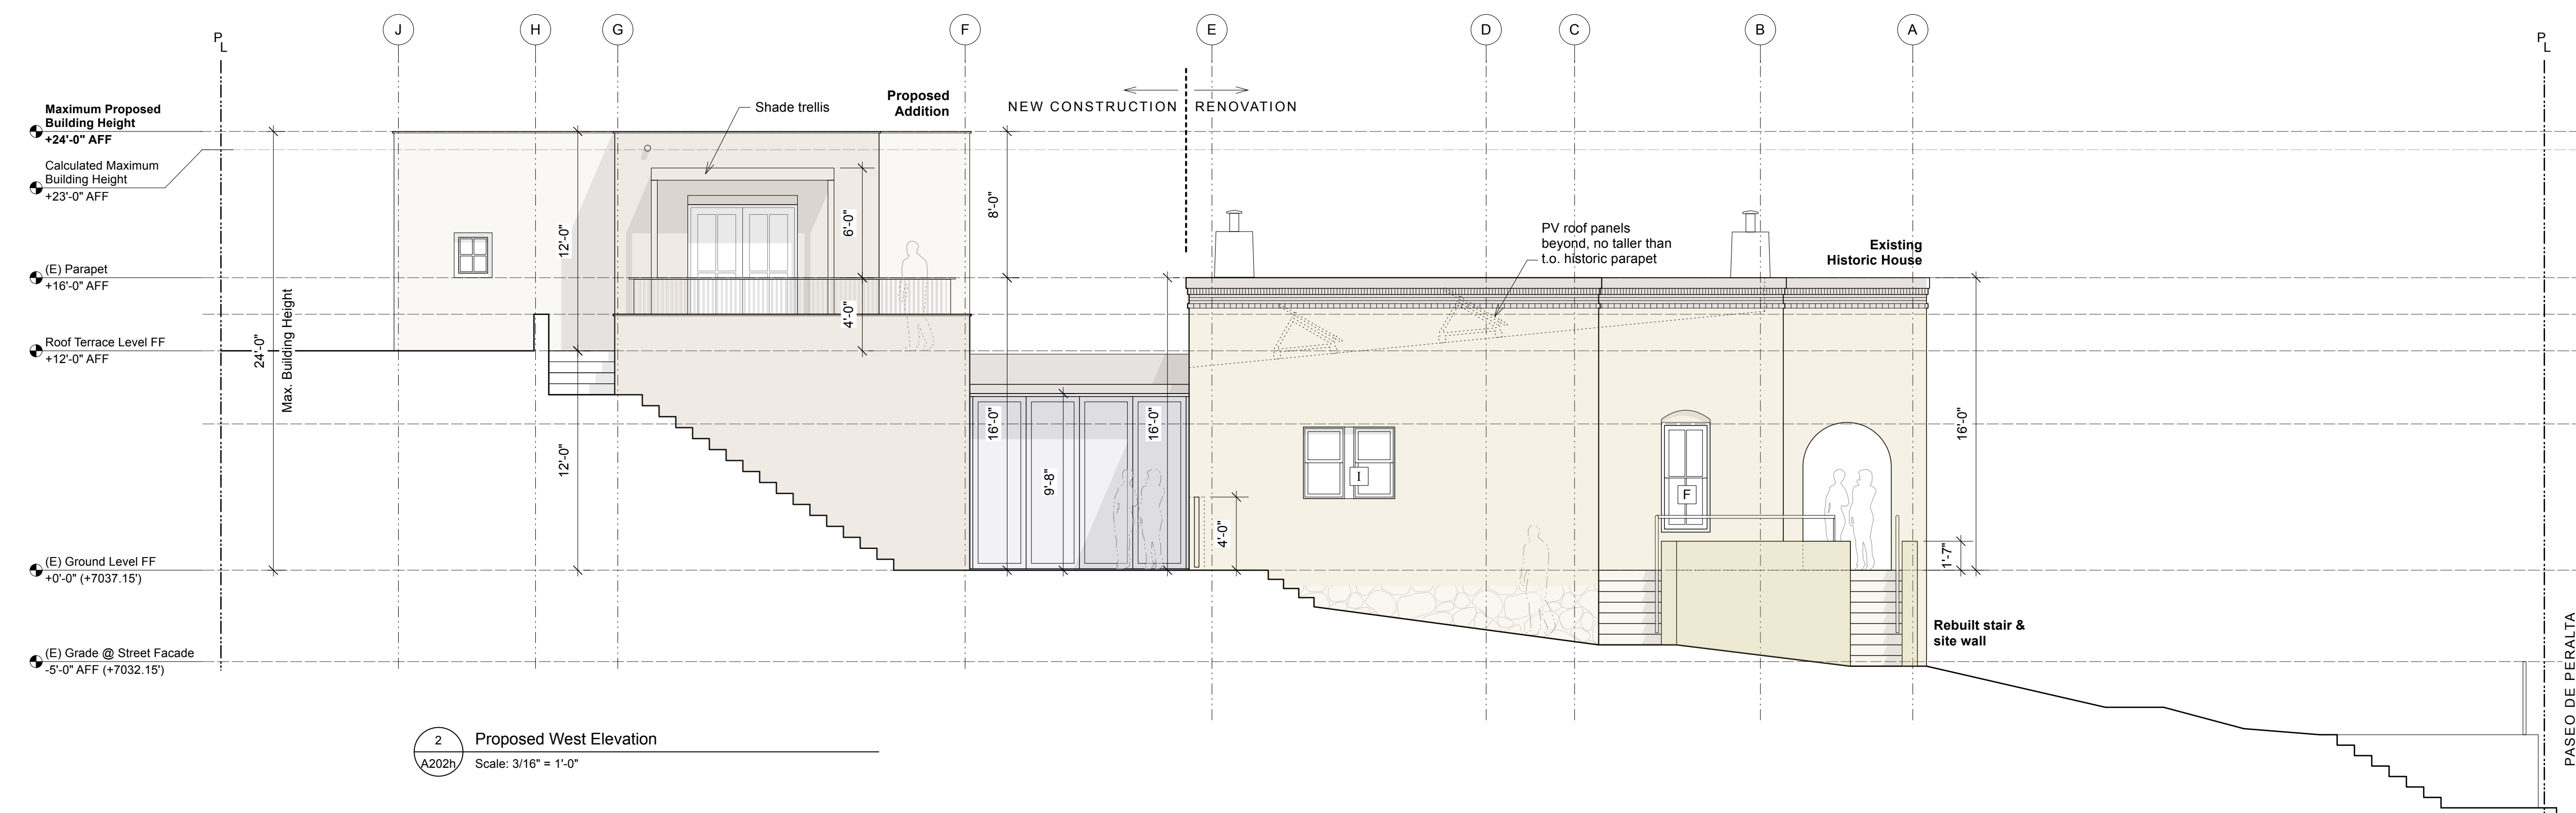 P
L
J
H
G
F
E
D
C
B
A
P
L
Maximum Proposed
Building Height
+24'-0" AFF
Calculated Maximum
Building Height
+23'-0" AFF
(E) Parapet
+16'-0" AFF
Roof Terrace Level FF
+12'-0" AFF
(E) Ground Level FF
+0'-0" (+7037.15')
(E) Grade @ Street Facade
-5'-0" AFF (+7032.15')
24'-0"
Max. Building Height
12'-0"
12'-0"
Shade trellis
Proposed
Addition
6'-0"
4'-0"
8'-0"
16'-0"
9'-8"
16'-0"
4'-0"
NEW CONSTRUCTION
RENOVATION
PV roof panels
beyond, no taller than
t.o. historic parapet
Existing
Historic House
I
F
16'-0"
1'-7"
Rebuilt stair &
site wall
PASEO DE PERALTA
2
A202h
Proposed West Elevation
Scale: 3/16" = 1'-0"